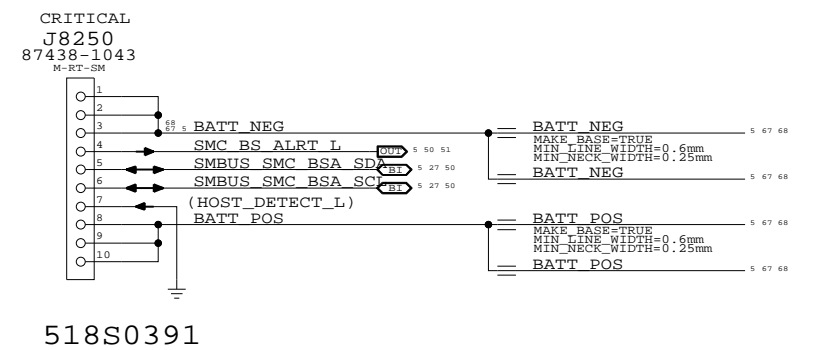 CRITICAL
J8250
87438-1043
M-RT-SM
1
2
3
68
67 5 BATT_NEG
BATT_NEG
5 67 68
MAKE_BASE=TRUE
MIN_LINE_WIDTH=0.6mm
MIN_NECK_WIDTH=0.25mm
4
SMC_BS_ALRT_L
OUT
5 50 51
5
SMBUS_SMC_BSA_SDA
BI
5 27 50
BATT_NEG
5 67 68
6
SMBUS_SMC_BSA_SCL
BI
5 27 50
7
(HOST_DETECT_L)
8
BATT_POS
BATT_POS
5 67 68
MAKE_BASE=TRUE
MIN_LINE_WIDTH=0.6mm
MIN_NECK_WIDTH=0.25mm
9
10
BATT_POS
5 67 68
518S0391